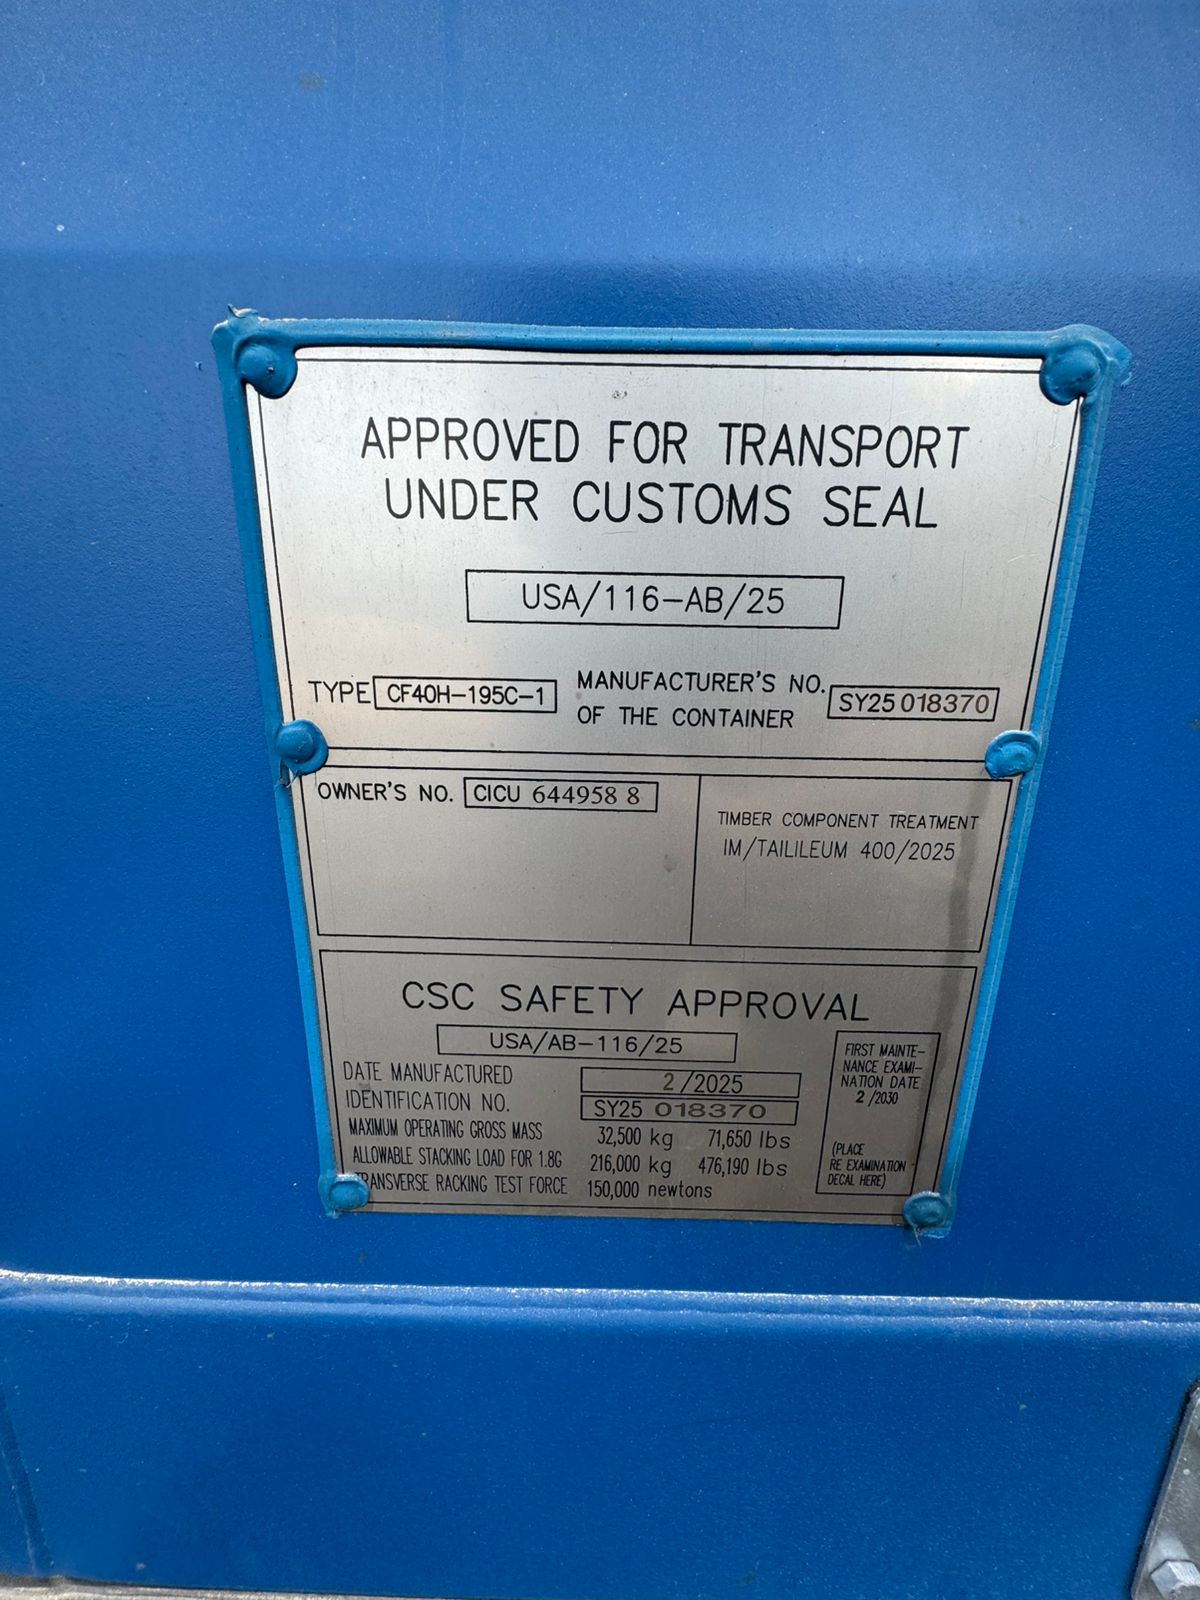 APPROVED FOR TRANSPORT
UNDER CUSTOMS SEAL
USA/116-AB/25
TYPE CF40H-195C-1
MANUFACTURER'S NO.
OF THE CONTAINER
SY25 018370
OWNER'S NO. CICU 644958 8
TIMBER COMPONENT TREATMENT
IM/TAILILEUM 400/2025
CSC SAFETY APPROVAL
USA/AB-116/25
DATE MANUFACTURED 2/2025
IDENTIFICATION NO. SY25 018370
MAXIMUM OPERATING GROSS MASS 32,500 kg 71,650 lbs
ALLOWABLE STACKING LOAD FOR 1.8G 216,000 kg 476,190 lbs
TRANSVERSE RACKING TEST FORCE 150,000 newtons
FIRST MAINTE-
NANCE EXAMI-
NATION DATE
2 /2030
(PLACE
RE EXAMINATION
DECAL HERE)